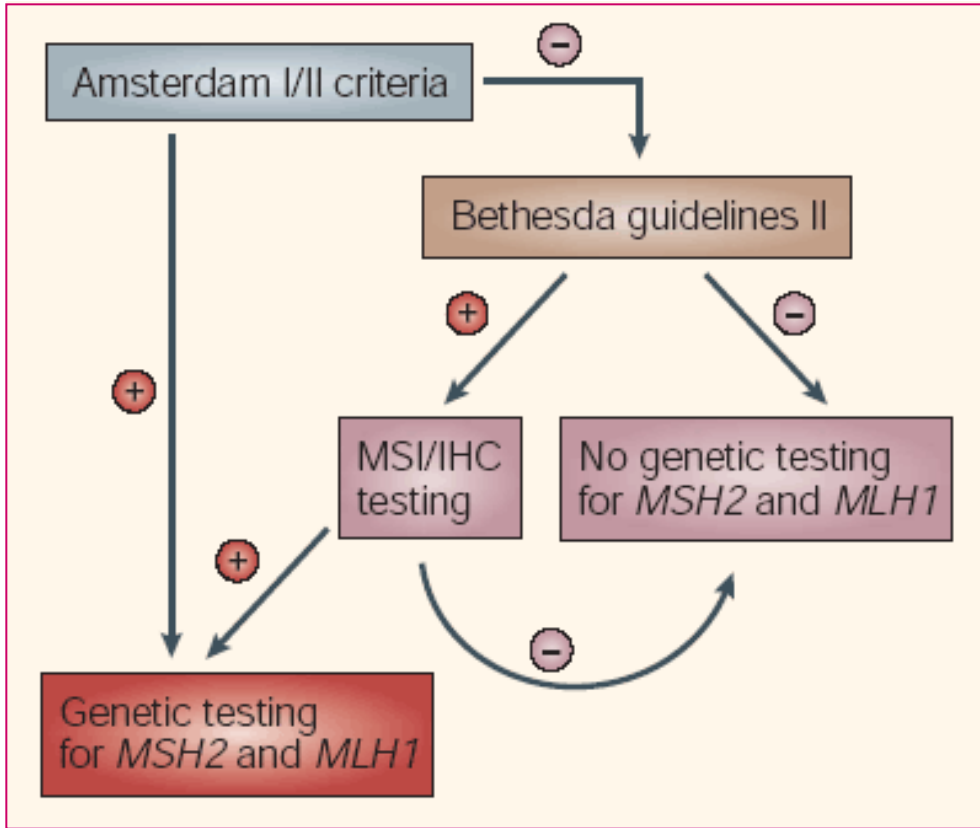 Amsterdam I/II criteria
−
Bethesda guidelines II
+
−
+
MSI/IHC
testing
No genetic testing
for MSH2 and MLH1
+
−
Genetic testing
for MSH2 and MLH1